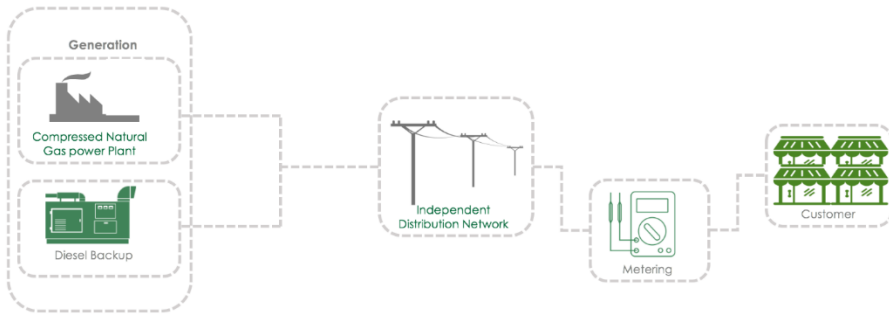 Generation
Compressed Natural
Gas power Plant
Diesel Backup
Independent
Distribution Network
Metering
Customer